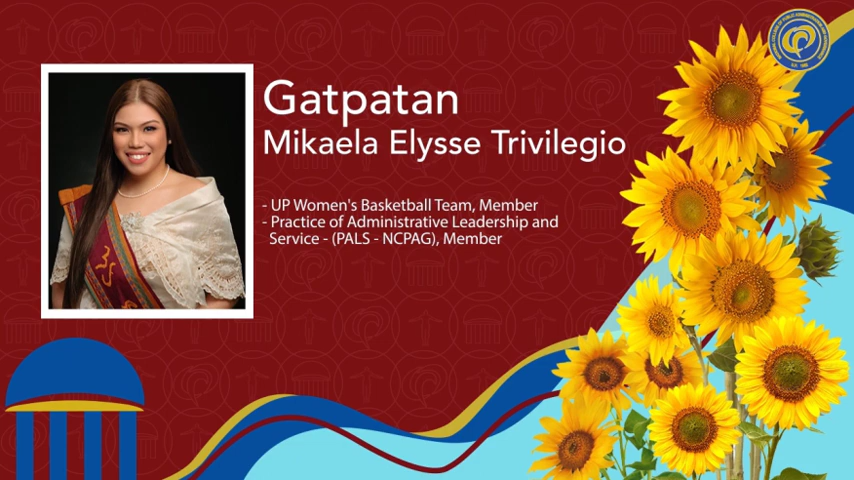 Gatpatan
Mikaela Elysse Trivilegio
- UP Women's Basketball Team, Member
- Practice of Administrative Leadership and
Service - (PALS - NCPAG), Member